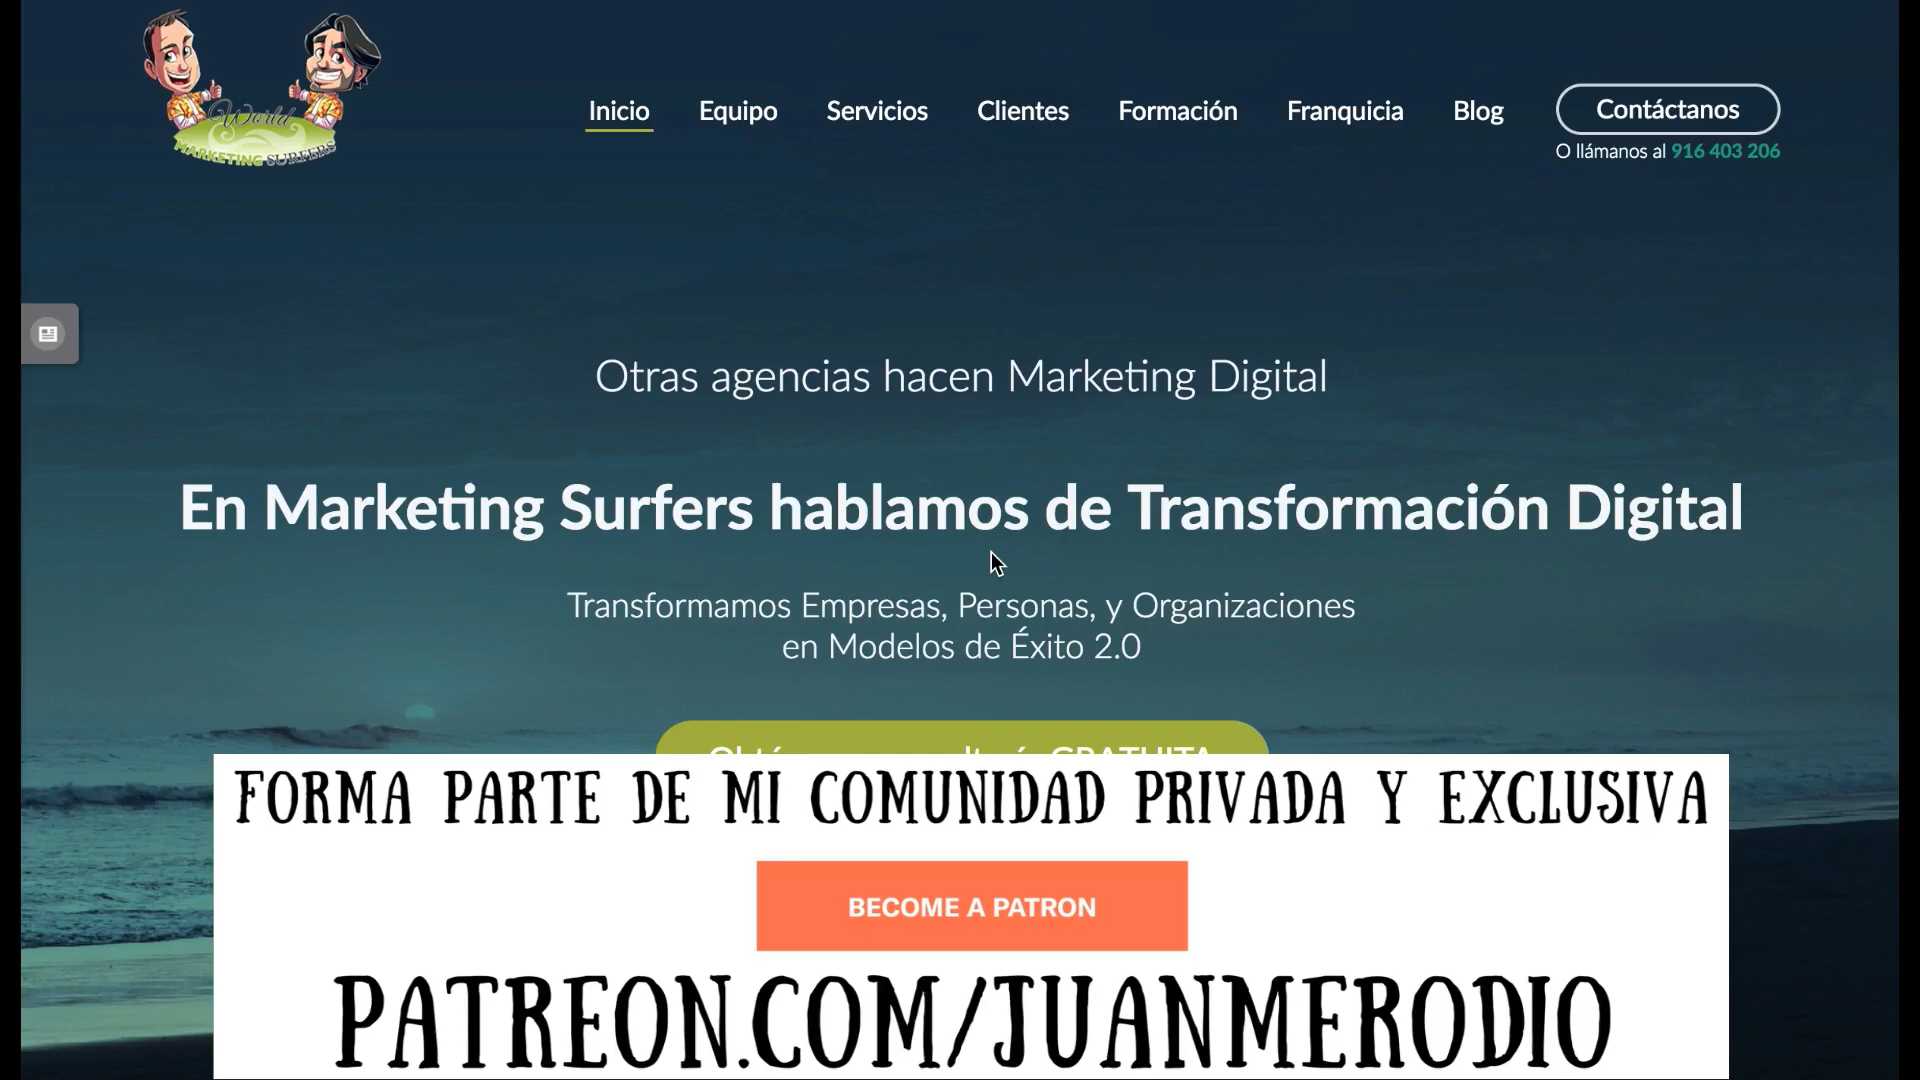 World
MARKETING SURFERS
Inicio
Equipo
Servicios
Clientes
Formación
Franquicia
Blog
Contáctanos
O llámanos al 916 403 206
Otras agencias hacen Marketing Digital
En Marketing Surfers hablamos de Transformación Digital
Transformamos Empresas, Personas, y Organizaciones
en Modelos de Éxito 2.0
GRATUITA
FORMA PARTE DE MI COMUNIDAD PRIVADA Y EXCLUSIVA
BECOME A PATRON
PATREON.COM/JUANMERODIO